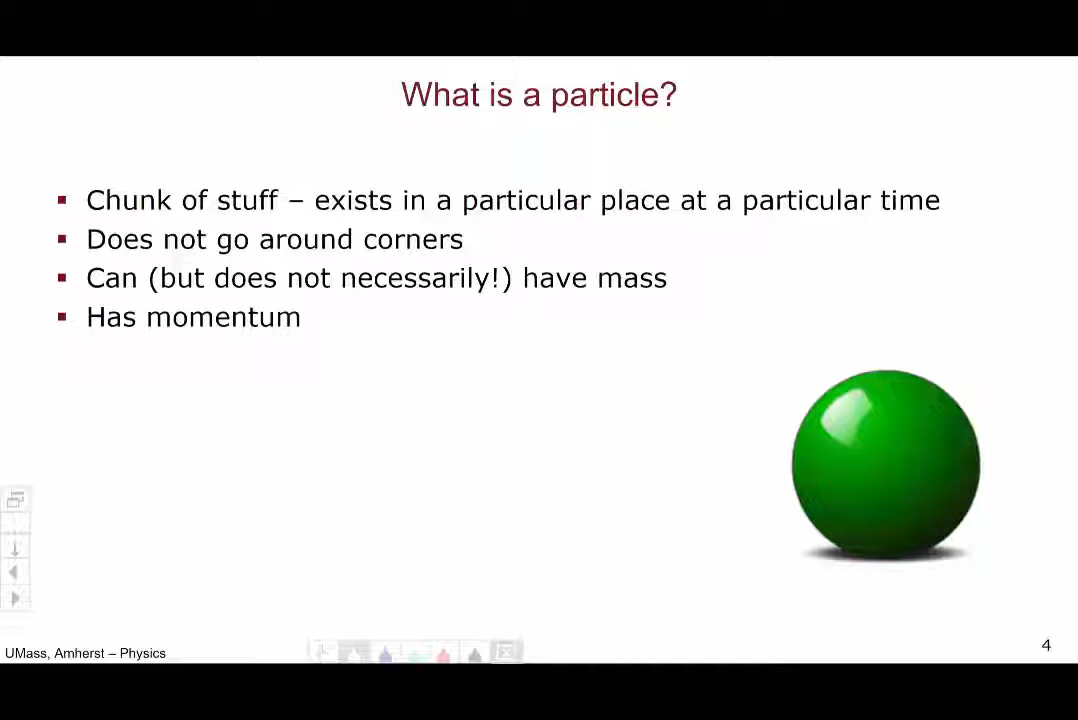 What is a particle?
▪ Chunk of stuff – exists in a particular place at a particular time
▪ Does not go around corners
▪ Can (but does not necessarily!) have mass
▪ Has momentum
UMass, Amherst – Physics
4